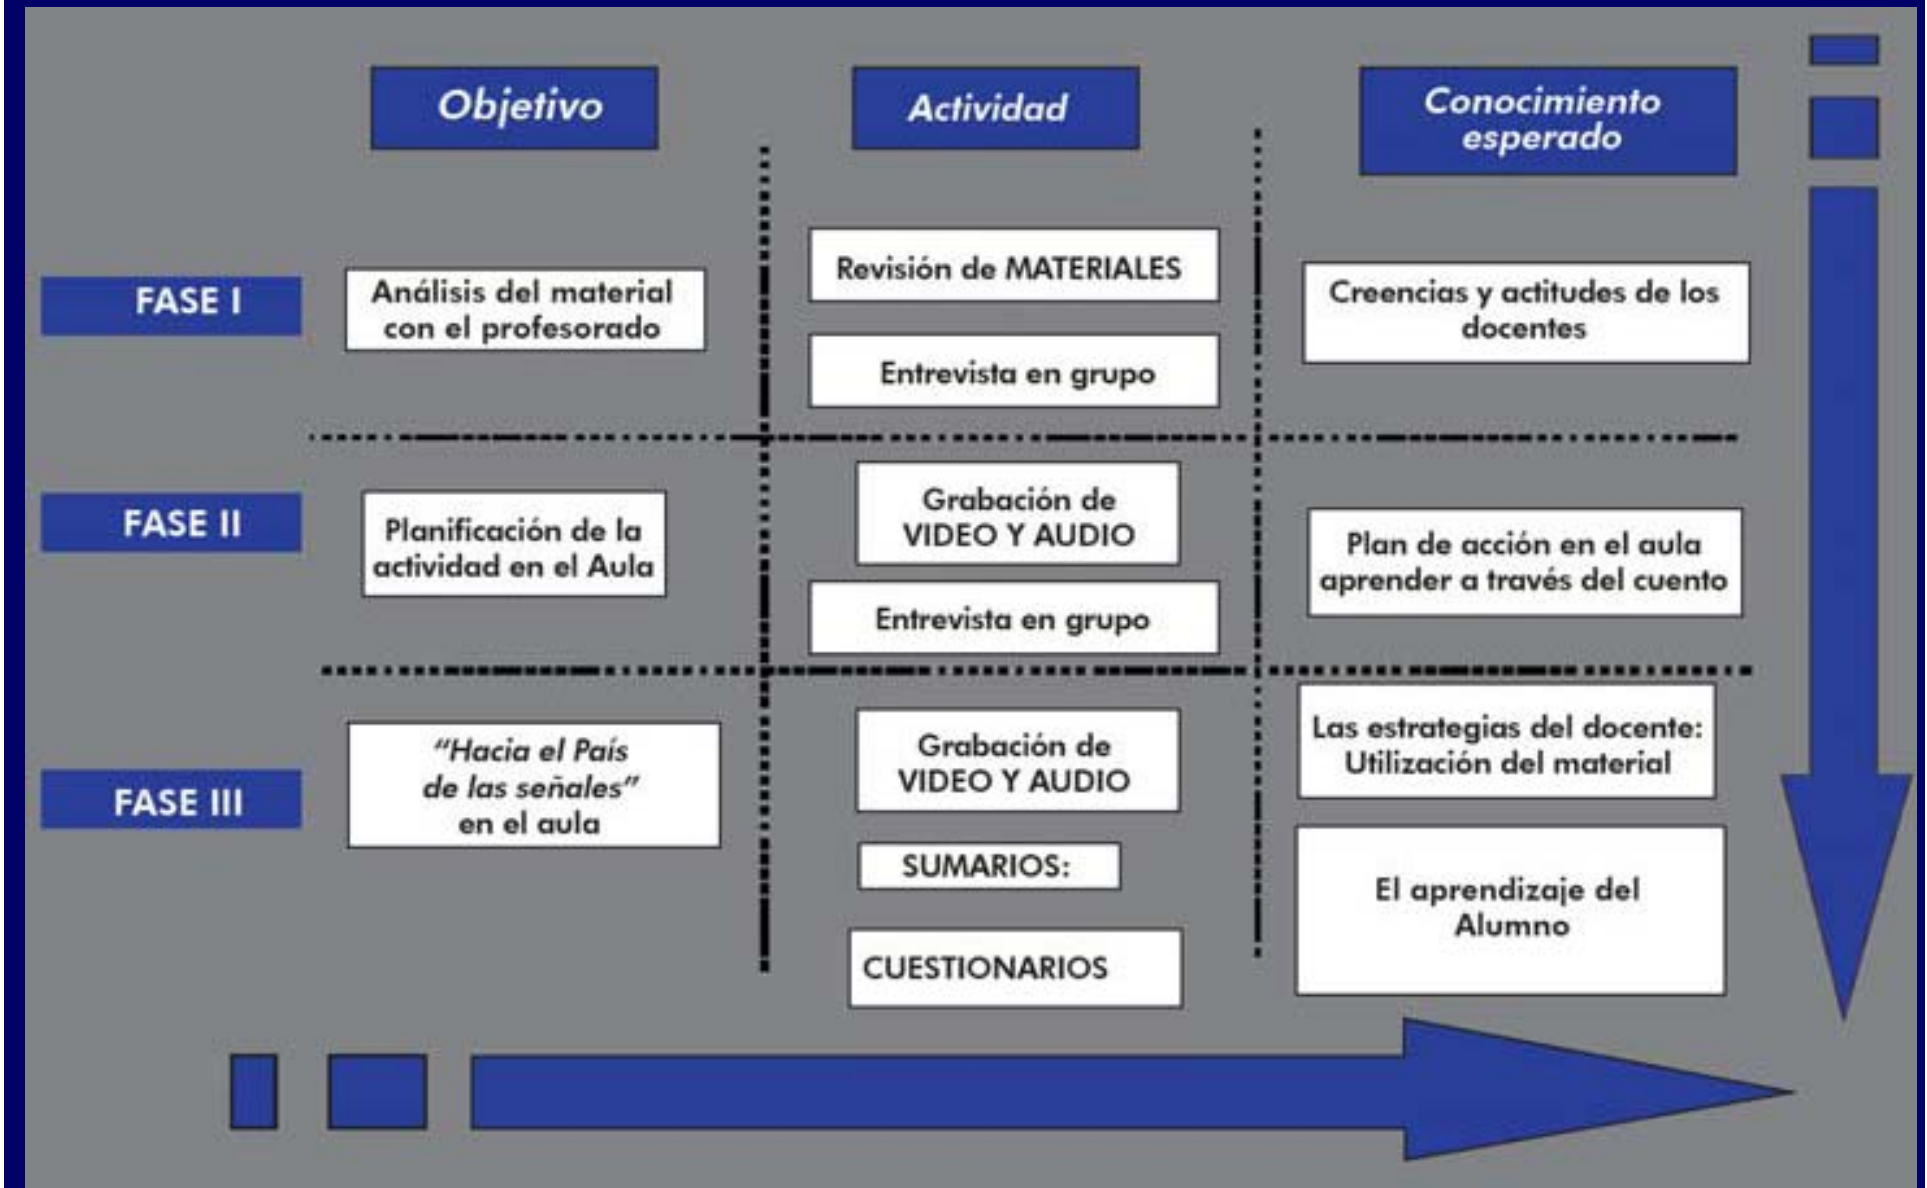 Objetivo
Actividad
Conocimiento
esperado
FASE I
Análisis del material
con el profesorado
Revisión de MATERIALES
Entrevista en grupo
Creencias y actitudes de los
docentes
FASE II
Planificación de la
actividad en el Aula
Grabación de
VIDEO Y AUDIO
Entrevista en grupo
Plan de acción en el aula
aprender a través del cuento
FASE III
“Hacia el País
de las señales”
en el aula
Grabación de
VIDEO Y AUDIO
SUMARIOS:
CUESTIONARIOS
Las estrategias del docente:
Utilización del material
El aprendizaje del
Alumno